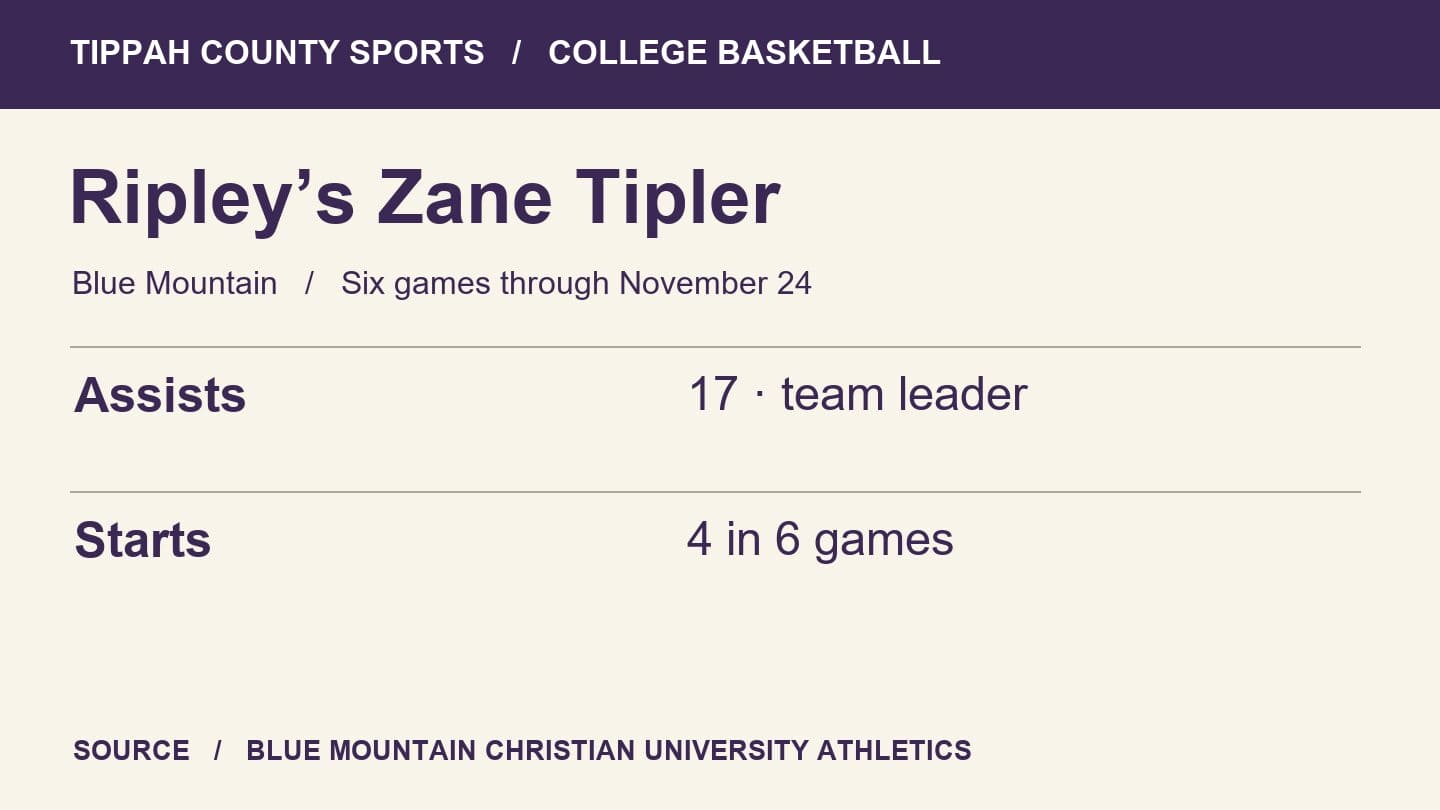 TIPPAH COUNTY SPORTS / COLLEGE BASKETBALL
Ripley’s Zane Tipler
Blue Mountain / Six games through November 24
Assists 17 · team leader
Starts 4 in 6 games
SOURCE / BLUE MOUNTAIN CHRISTIAN UNIVERSITY ATHLETICS